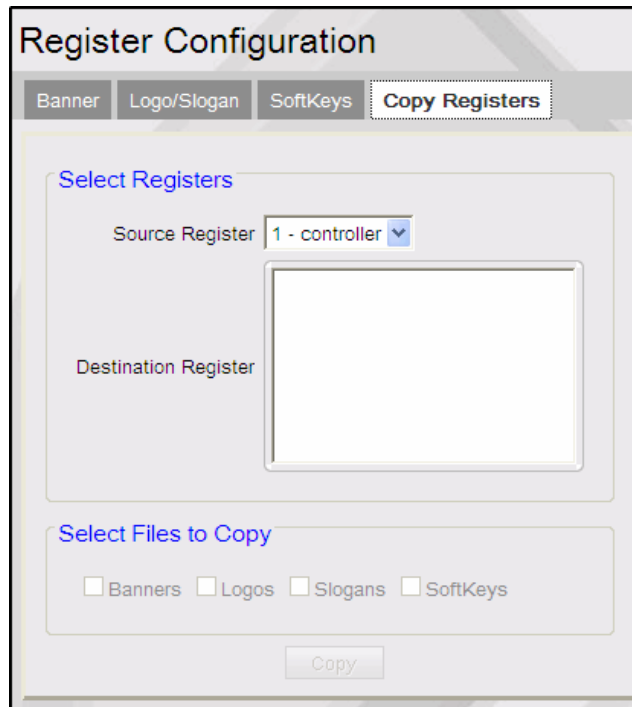 Register Configuration
Banner Logo/Slogan SoftKeys Copy Registers
Select Registers
Source Register 1 - controller
Destination Register
Select Files to Copy
Banners Logos Slogans SoftKeys
Copy